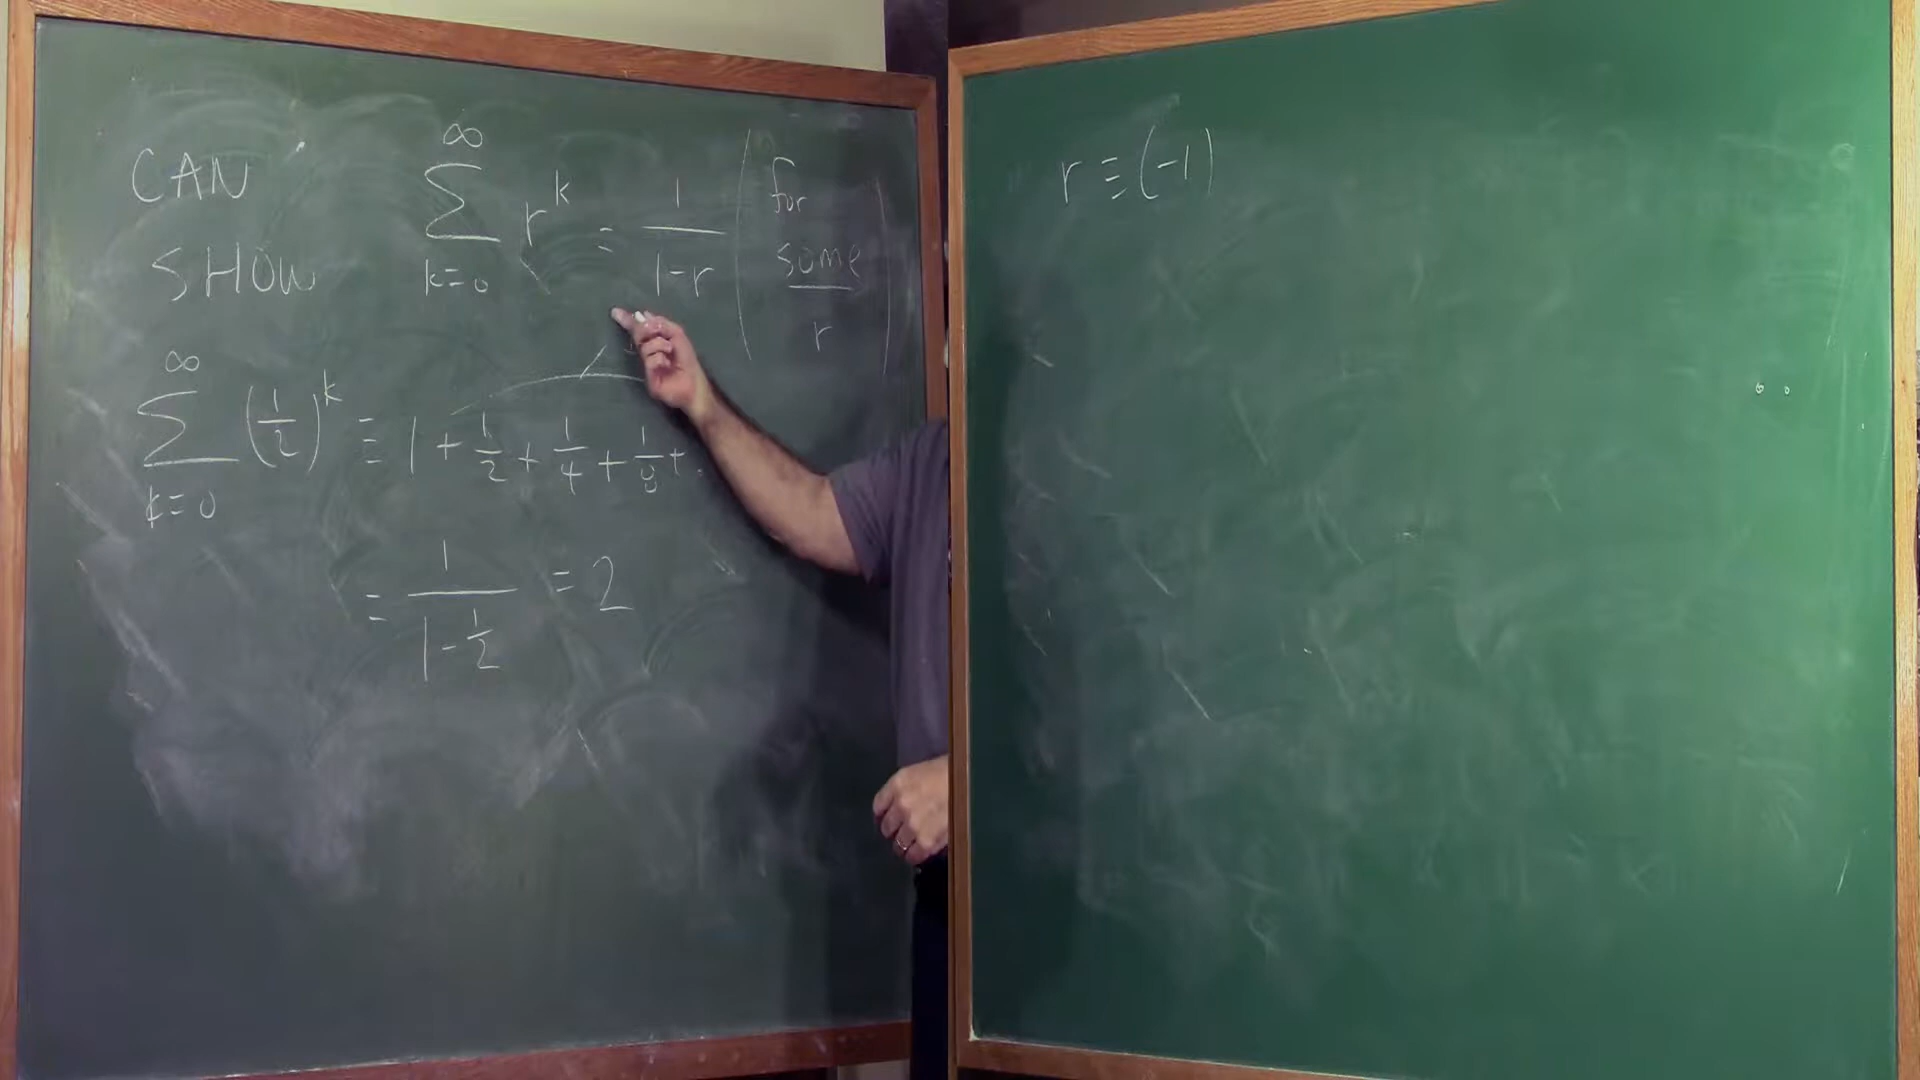 CAN SHOW ∞ Σ k=0 r^k = 1/(1-r) (for some r)
∞ Σ k=0 (1/2)^k ≡ 1 + 1/2 + 1/4 + 1/8 + .
= 1/(1-1/2) = 2
r ≡ (-1)